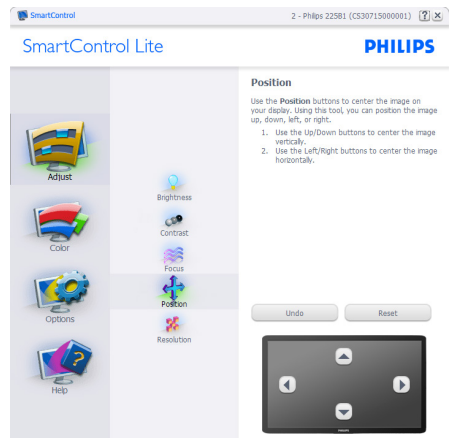 SmartControl
2 - Philips 225B1 (CS30715000001)
?
SmartControl Lite
PHILIPS
Adjust
Color
Options
Help
Brightness
Contrast
Focus
Position
Resolution
Position
Use the Position buttons to center the image on
your display. Using this tool, you can position the image
up, down, left, or right.
1. Use the Up/Down buttons to center the image
vertically.
2. Use the Left/Right buttons to center the image
horizontally.
Undo
Reset
PHILIPS